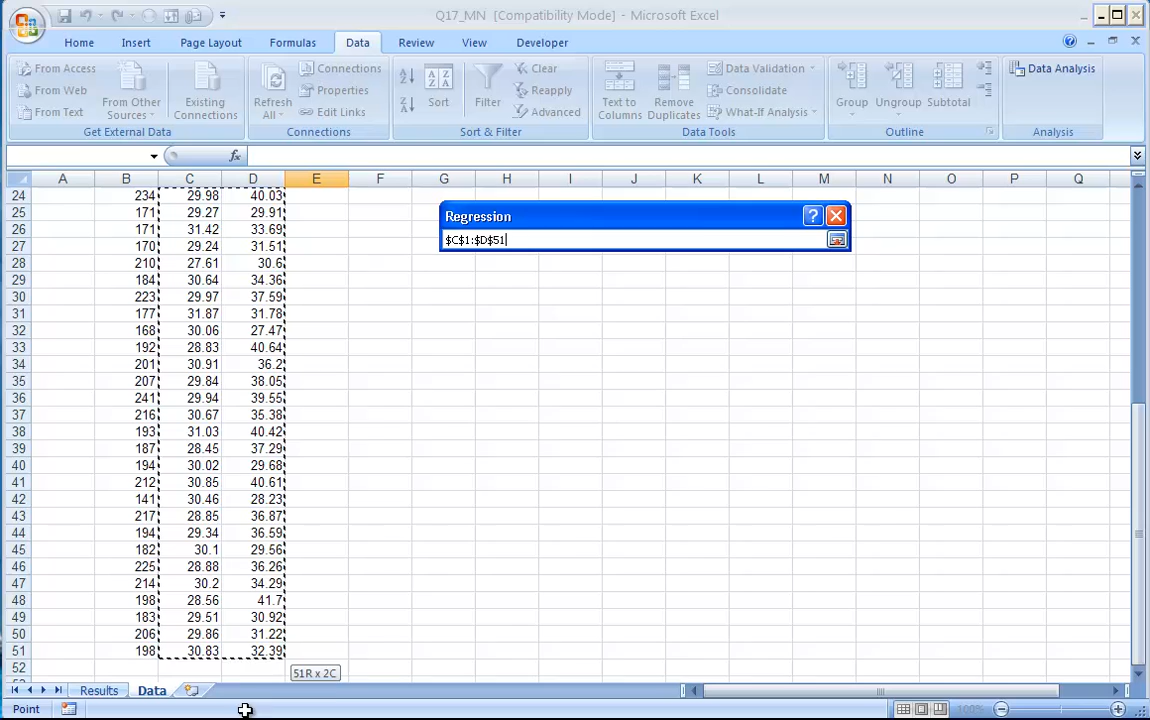 Q17_MN [Compatibility Mode] - Microsoft Excel
Home Insert Page Layout Formulas Data Review View Developer
From Access
From Web
From Text
From Other Sources
Existing Connections
Get External Data
Refresh All
Connections
Properties
Edit Links
Connections
Sort
Filter
Clear
Reapply
Advanced
Sort & Filter
Text to Columns
Remove Duplicates
Data Validation
Consolidate
What-If Analysis
Data Tools
Group
Ungroup
Subtotal
Outline
Data Analysis
Analysis
fx
A B C D E F G H I J K L M N O P Q
24 234 29.98 40.03
25 171 29.27 29.91
26 171 31.42 33.69
27 170 29.24 31.51
28 210 27.61 30.6
29 184 30.64 34.36
30 223 29.97 37.59
31 177 31.87 31.78
32 168 30.06 27.47
33 192 28.83 40.64
34 201 30.91 36.2
35 207 29.84 38.05
36 241 29.94 39.55
37 216 30.67 35.38
38 193 31.03 40.42
39 187 28.45 37.29
40 194 30.02 29.68
41 212 30.85 40.61
42 141 30.46 28.23
43 217 28.85 36.87
44 194 29.34 36.59
45 182 30.1 29.56
46 225 28.88 36.26
47 214 30.2 34.29
48 198 28.56 41.7
49 183 29.51 30.92
50 206 29.86 31.22
51 198 30.83 32.39
52
Regression
$C$1:$D$51
51R x 2C
Results Data
Point
100%